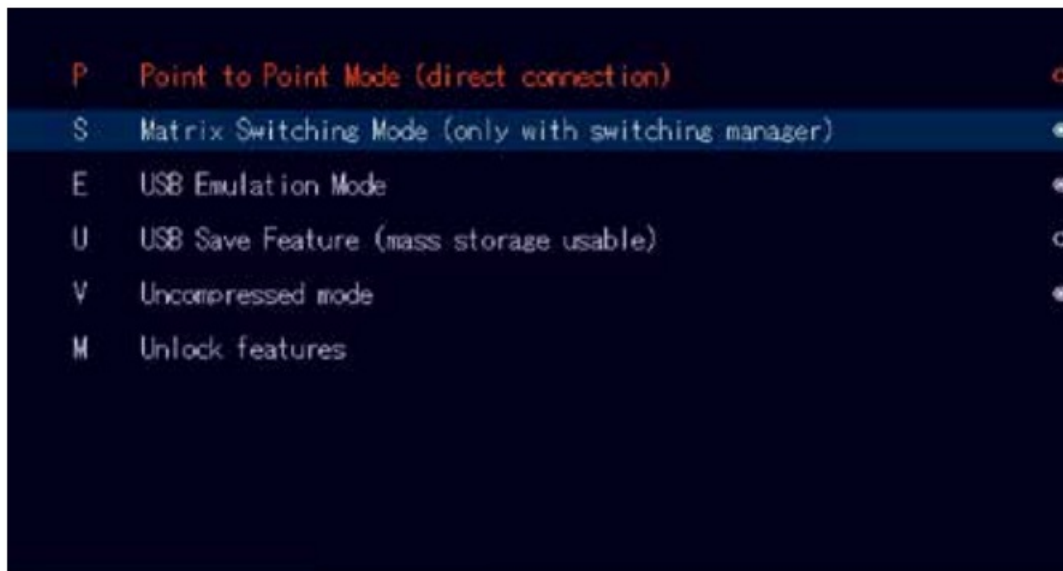 P Point to Point Mode (direct connection)
S Matrix Switching Mode (only with switching manager)
E USB Emulation Mode
U USB Save Feature (mass storage usable)
V Uncompressed mode
M Unlock features